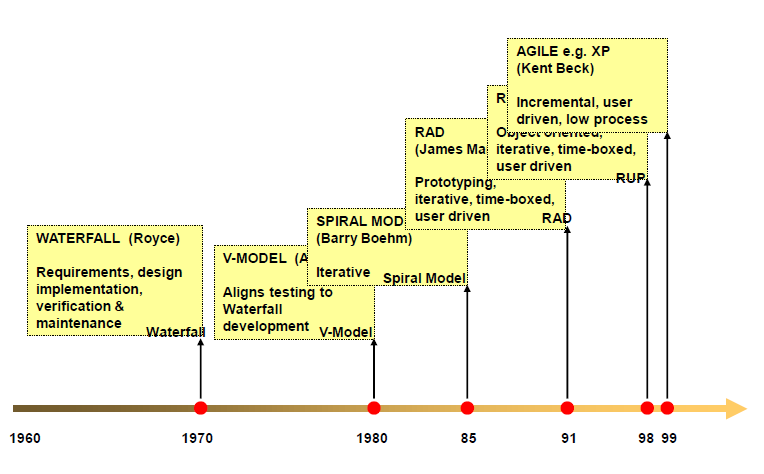 AGILE e.g. XP
(Kent Beck)
Incremental, user
driven, low process
R
Object oriented,
iterative, time-boxed,
user driven
RUP
RAD
(James Ma
Prototyping,
iterative, time-boxed,
user driven
RAD
SPIRAL MOD
(Barry Boehm)
Iterative
Spiral Model
WATERFALL (Royce)
Requirements, design
implementation,
verification &
maintenance
Waterfall
V-MODEL (A
Aligns testing to
Waterfall
development
V-Model
1960 1970 1980 85 91 98 99